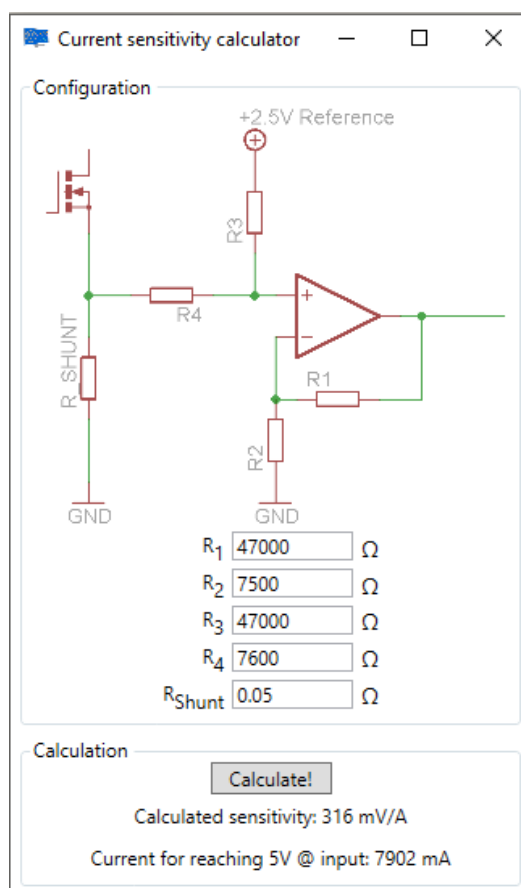 Current sensitivity calculator
Configuration
+2.5V Reference
R3
R4
R_SHUNT
R1
R2
GND
GND
R1 47000 Ω
R2 7500 Ω
R3 47000 Ω
R4 7600 Ω
RShunt 0.05 Ω
Calculation
Calculate!
Calculated sensitivity: 316 mV/A
Current for reaching 5V @ input: 7902 mA